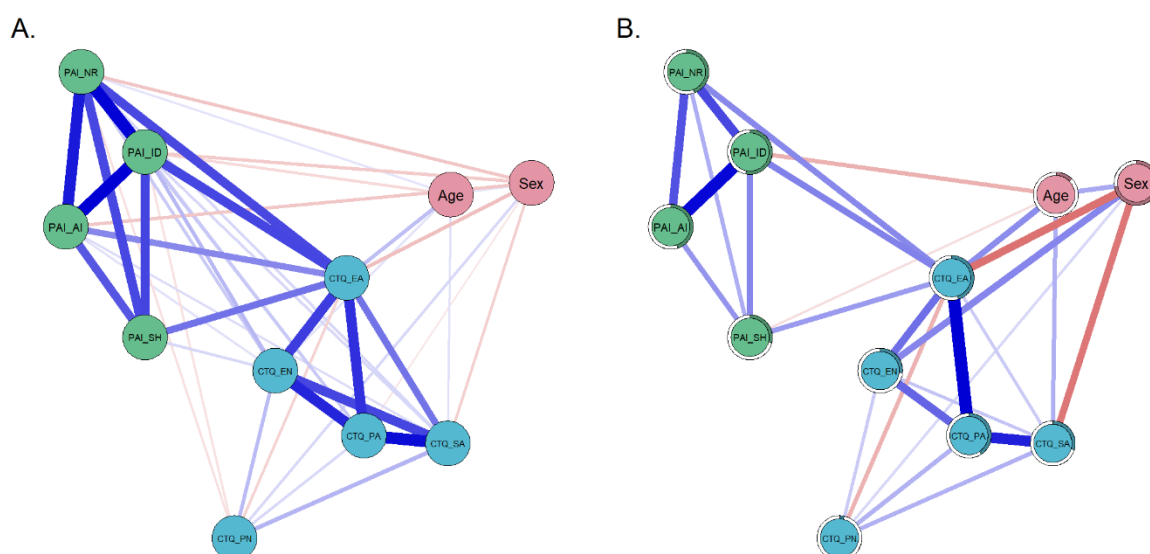 A.
PAI_NR
PAI_ID
Sex
Age
PAI_AI
CTQ_EA
PAI_SH
CTQ_EN
CTQ_PA
CTQ_SA
CTQ_PN
B.
PAI_NR
PAI_ID
Sex
Age
PAI_AI
CTQ_EA
PAI_SH
CTQ_EN
CTQ_PA
CTQ_SA
CTQ_PN